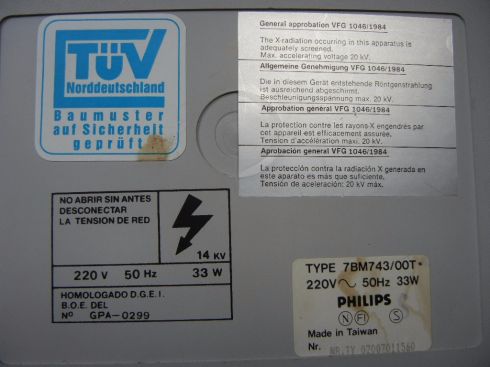 TÜV
Norddeutschland
Baumuster
auf Sicherheit
geprüft
General approbation VFG 1046/1984
The X-radiation occurring in this apparatus is
adequately screened.
Max. accelerating voltage 20 kV.
Allgemeine Genehmigung VFG 1046/1984
Die in diesem Gerät entstehende Röntgenstrahlung
ist ausreichend abgeschirmt.
Beschleunigungsspannung max. 20 kV.
Approbation general VFG 1046/1984
La protection contre les rayons-X engendrés par
cet appareil est efficacement assurée.
Tension d'accélération maxi. 20 kV.
Aprobación general VFG 1046/1984
La protección contra la radiación X generada en
este aparato es más que suficiente.
Tensión de aceleración: 20 kV máx.
NO ABRIR SIN ANTES
DESCONECTAR
LA TENSION DE RED
14 KV
220 V 50 Hz 33 W
HOMOLOGADO D.G.E.I.
B.O.E. DEL
Nº GPA-0299
TYPE 7BM743/00T*
220V ~ 50Hz 33W
PHILIPS
N FI S
Made in Taiwan
Nr.